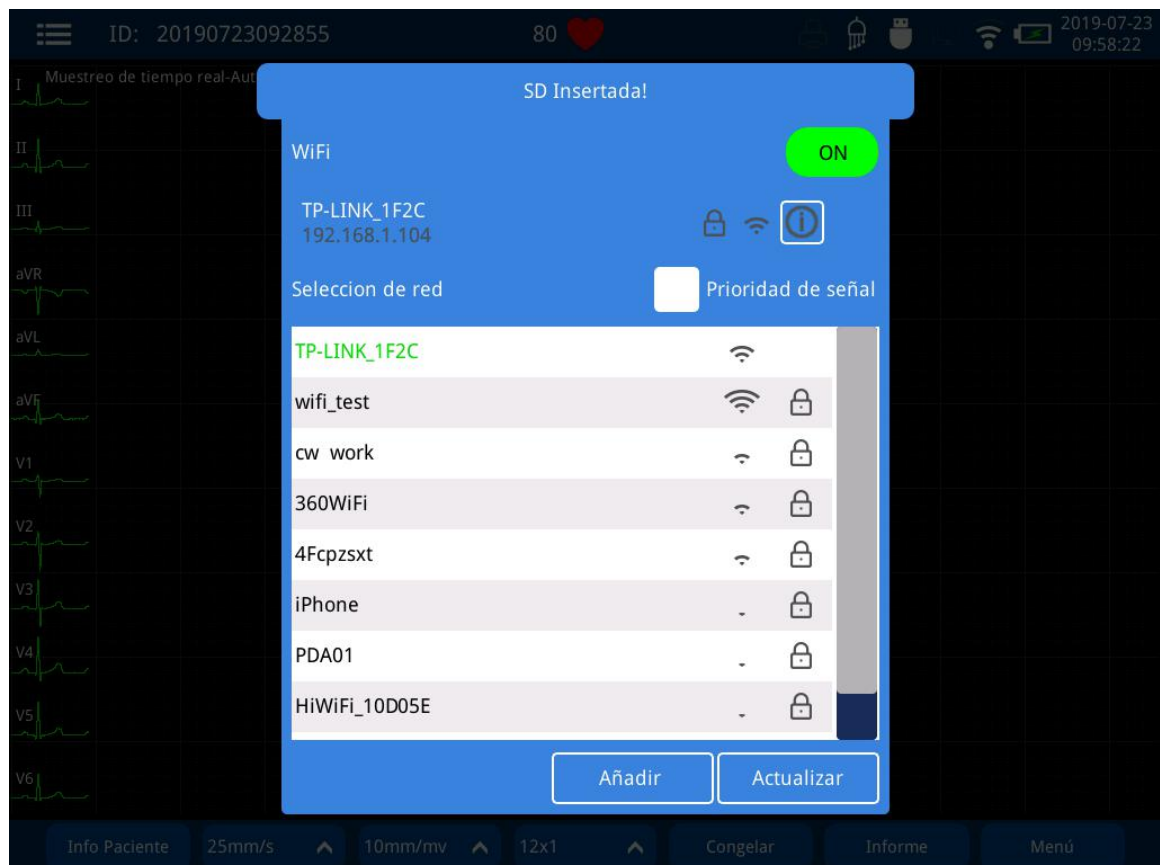 ID: 20190723092855
80
2019-07-23
09:58:22
I
Muestreo de tiempo real-Aut
SD Insertada!
II
WiFi
ON
III
TP-LINK_1F2C
192.168.1.104
aVR
Seleccion de red
Prioridad de señal
aVL
TP-LINK_1F2C
aVF
wifi_test
V1
cw work
V2
360WiFi
4Fcpzsxt
V3
iPhone
V4
PDA01
V5
HiWiFi_10D05E
V6
Añadir
Actualizar
Info Paciente
25mm/s
10mm/mv
12x1
Congelar
Informe
Menú